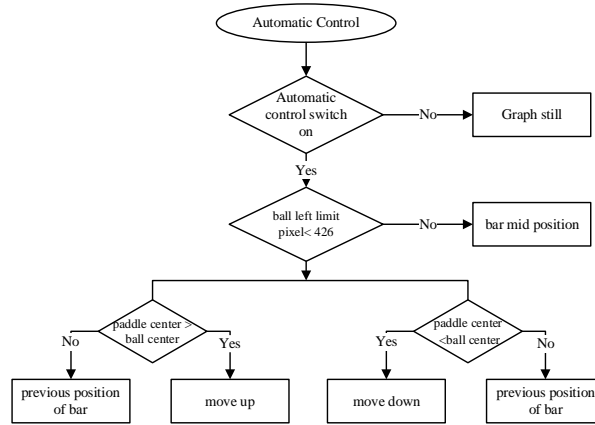 Automatic Control
Automatic
control switch
on
No
Graph still
Yes
ball left limit
pixel< 426
No
bar mid position
paddle center >
ball center
paddle center
<ball center
No
Yes
Yes
No
previous position
of bar
move up
move down
previous position
of bar